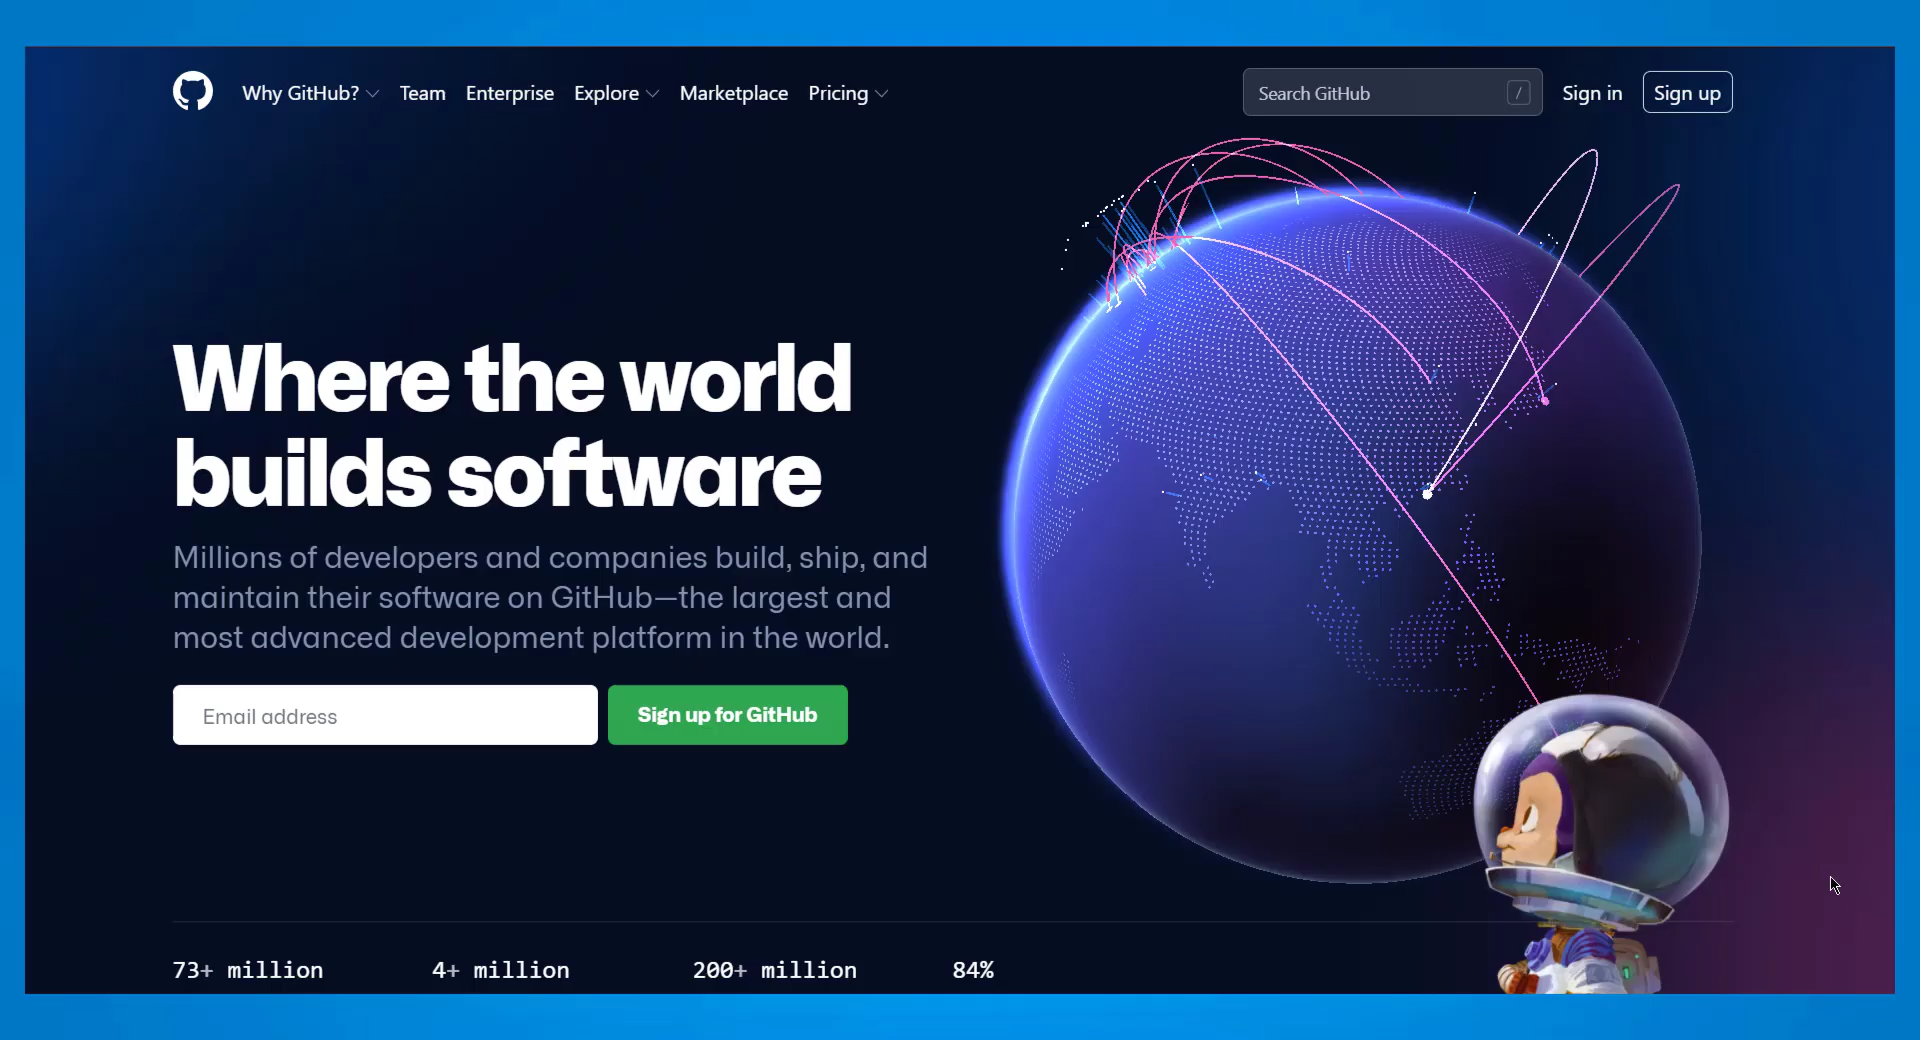 Why GitHub? Team Enterprise Explore Marketplace Pricing Search GitHub / Sign in Sign up
Where the world
builds software
Millions of developers and companies build, ship, and
maintain their software on GitHub—the largest and
most advanced development platform in the world.
Email address Sign up for GitHub
73+ million 4+ million 200+ million 84%